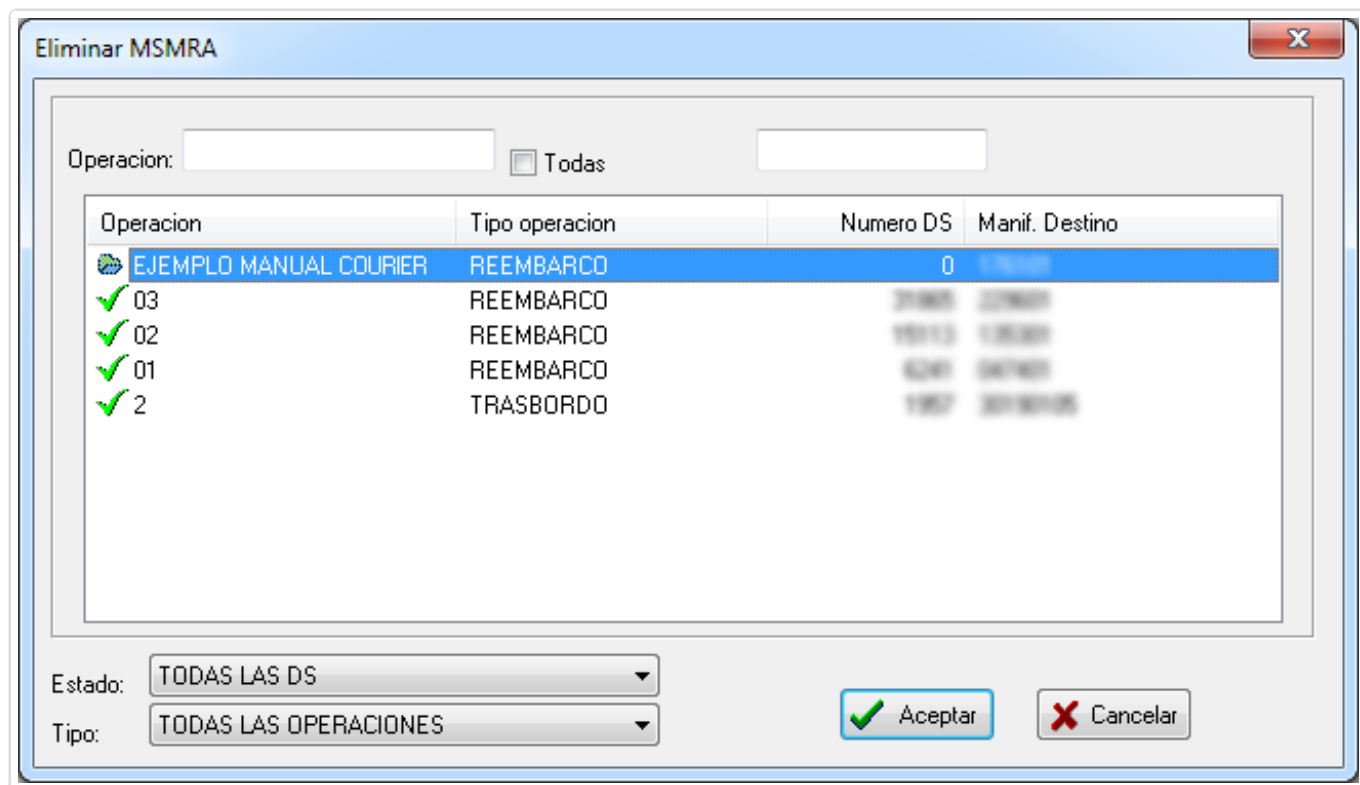 Eliminar MSMRA
Operacion: Todas
Operacion Tipo operacion Numero DS Manif. Destino
EJEMPLO MANUAL COURIER REEMBARCO 0
03 REEMBARCO
02 REEMBARCO
01 REEMBARCO
2 TRASBORDO
Estado: TODAS LAS DS
Tipo: TODAS LAS OPERACIONES
Aceptar Cancelar